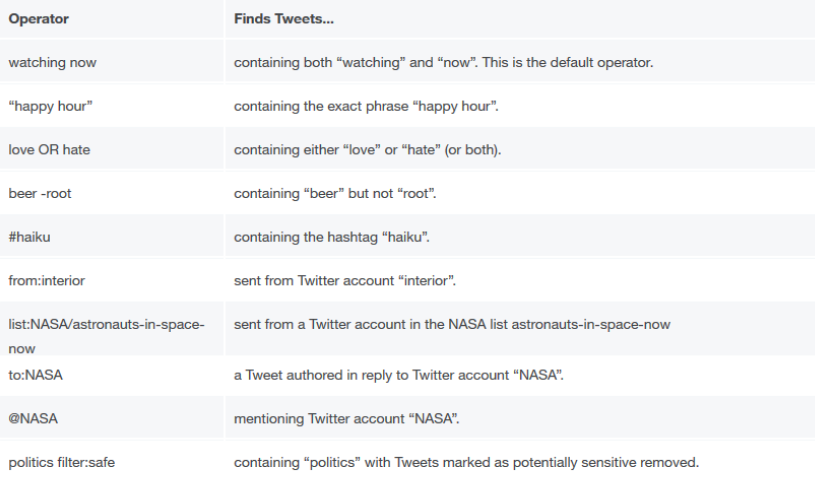 Operator Finds Tweets...
watching now containing both “watching” and “now”. This is the default operator.
“happy hour” containing the exact phrase “happy hour”.
love OR hate containing either “love” or “hate” (or both).
beer -root containing “beer” but not “root”.
#haiku containing the hashtag “haiku”.
from:interior sent from Twitter account “interior”.
list:NASA/astronauts-in-space- sent from a Twitter account in the NASA list astronauts-in-space-now
now
to:NASA a Tweet authored in reply to Twitter account “NASA”.
@NASA mentioning Twitter account “NASA”.
politics filter:safe containing “politics” with Tweets marked as potentially sensitive removed.